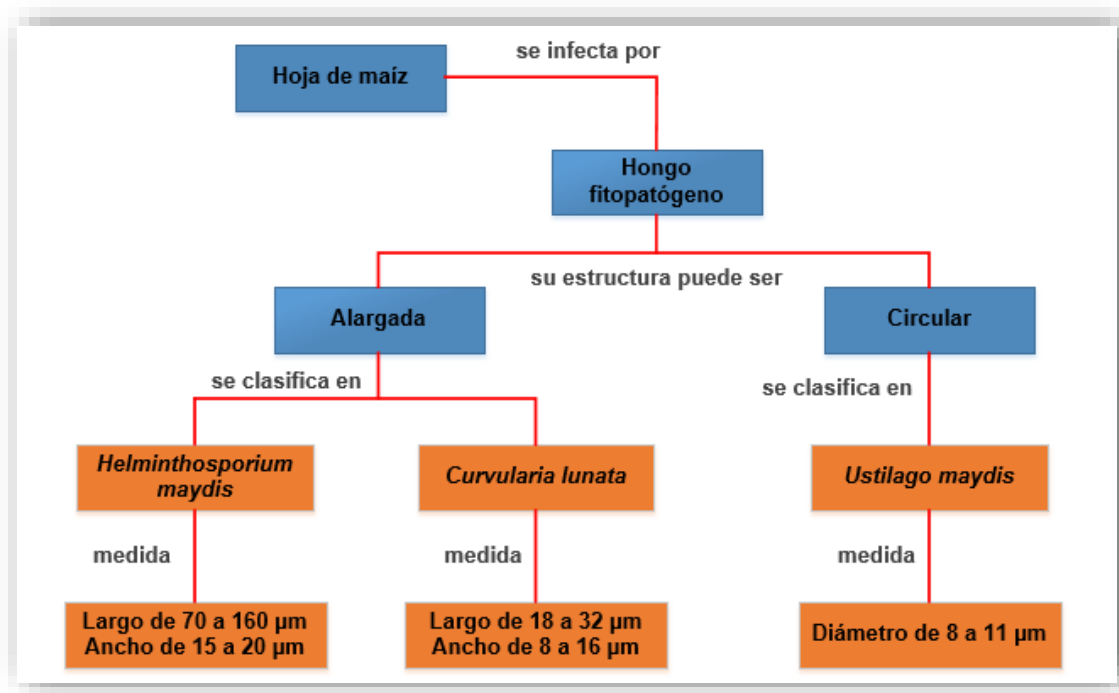 se infecta por
Hoja de maíz
Hongo
fitopatógeno
su estructura puede ser
Alargada
Circular
se clasifica en
se clasifica en
Helminthosporium
maydis
Curvularia lunata
Ustilago maydis
medida
medida
medida
Largo de 70 a 160 µm
Ancho de 15 a 20 µm
Largo de 18 a 32 µm
Ancho de 8 a 16 µm
Diámetro de 8 a 11 µm